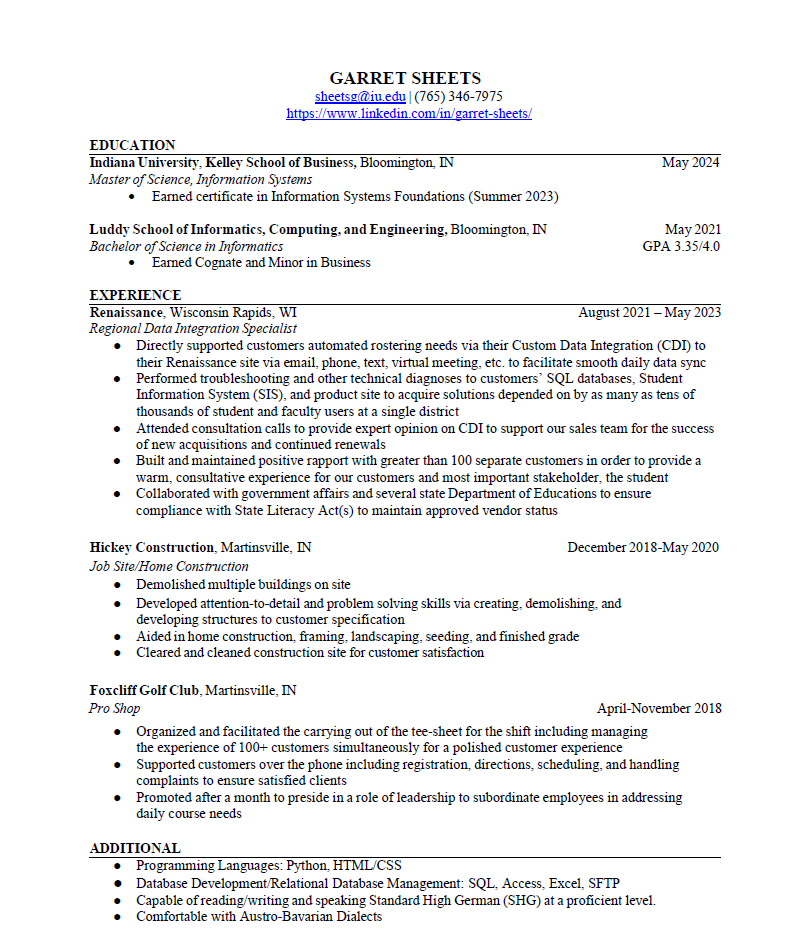 GARRET SHEETS
sheetsg@iu.edu | (765) 346-7975
https://www.linkedin.com/in/garret-sheets/
EDUCATION
Indiana University, Kelley School of Business, Bloomington, IN May 2024
Master of Science, Information Systems
• Earned certificate in Information Systems Foundations (Summer 2023)
Luddy School of Informatics, Computing, and Engineering, Bloomington, IN May 2021
Bachelor of Science in Informatics GPA 3.35/4.0
• Earned Cognate and Minor in Business
EXPERIENCE
Renaissance, Wisconsin Rapids, WI August 2021 – May 2023
Regional Data Integration Specialist
● Directly supported customers automated rostering needs via their Custom Data Integration (CDI) to
their Renaissance site via email, phone, text, virtual meeting, etc. to facilitate smooth daily data sync
● Performed troubleshooting and other technical diagnoses to customers’ SQL databases, Student
Information System (SIS), and product site to acquire solutions depended on by as many as tens of
thousands of student and faculty users at a single district
● Attended consultation calls to provide expert opinion on CDI to support our sales team for the success
of new acquisitions and continued renewals
● Built and maintained positive rapport with greater than 100 separate customers in order to provide a
warm, consultative experience for our customers and most important stakeholder, the student
● Collaborated with government affairs and several state Department of Educations to ensure
compliance with State Literacy Act(s) to maintain approved vendor status
Hickey Construction, Martinsville, IN December 2018-May 2020
Job Site/Home Construction
● Demolished multiple buildings on site
● Developed attention-to-detail and problem solving skills via creating, demolishing, and
developing structures to customer specification
● Aided in home construction, framing, landscaping, seeding, and finished grade
● Cleared and cleaned construction site for customer satisfaction
Foxcliff Golf Club, Martinsville, IN
Pro Shop April-November 2018
● Organized and facilitated the carrying out of the tee-sheet for the shift including managing
the experience of 100+ customers simultaneously for a polished customer experience
● Supported customers over the phone including registration, directions, scheduling, and handling
complaints to ensure satisfied clients
● Promoted after a month to preside in a role of leadership to subordinate employees in addressing
daily course needs
ADDITIONAL
● Programming Languages: Python, HTML/CSS
● Database Development/Relational Database Management: SQL, Access, Excel, SFTP
● Capable of reading/writing and speaking Standard High German (SHG) at a proficient level.
● Comfortable with Austro-Bavarian Dialects